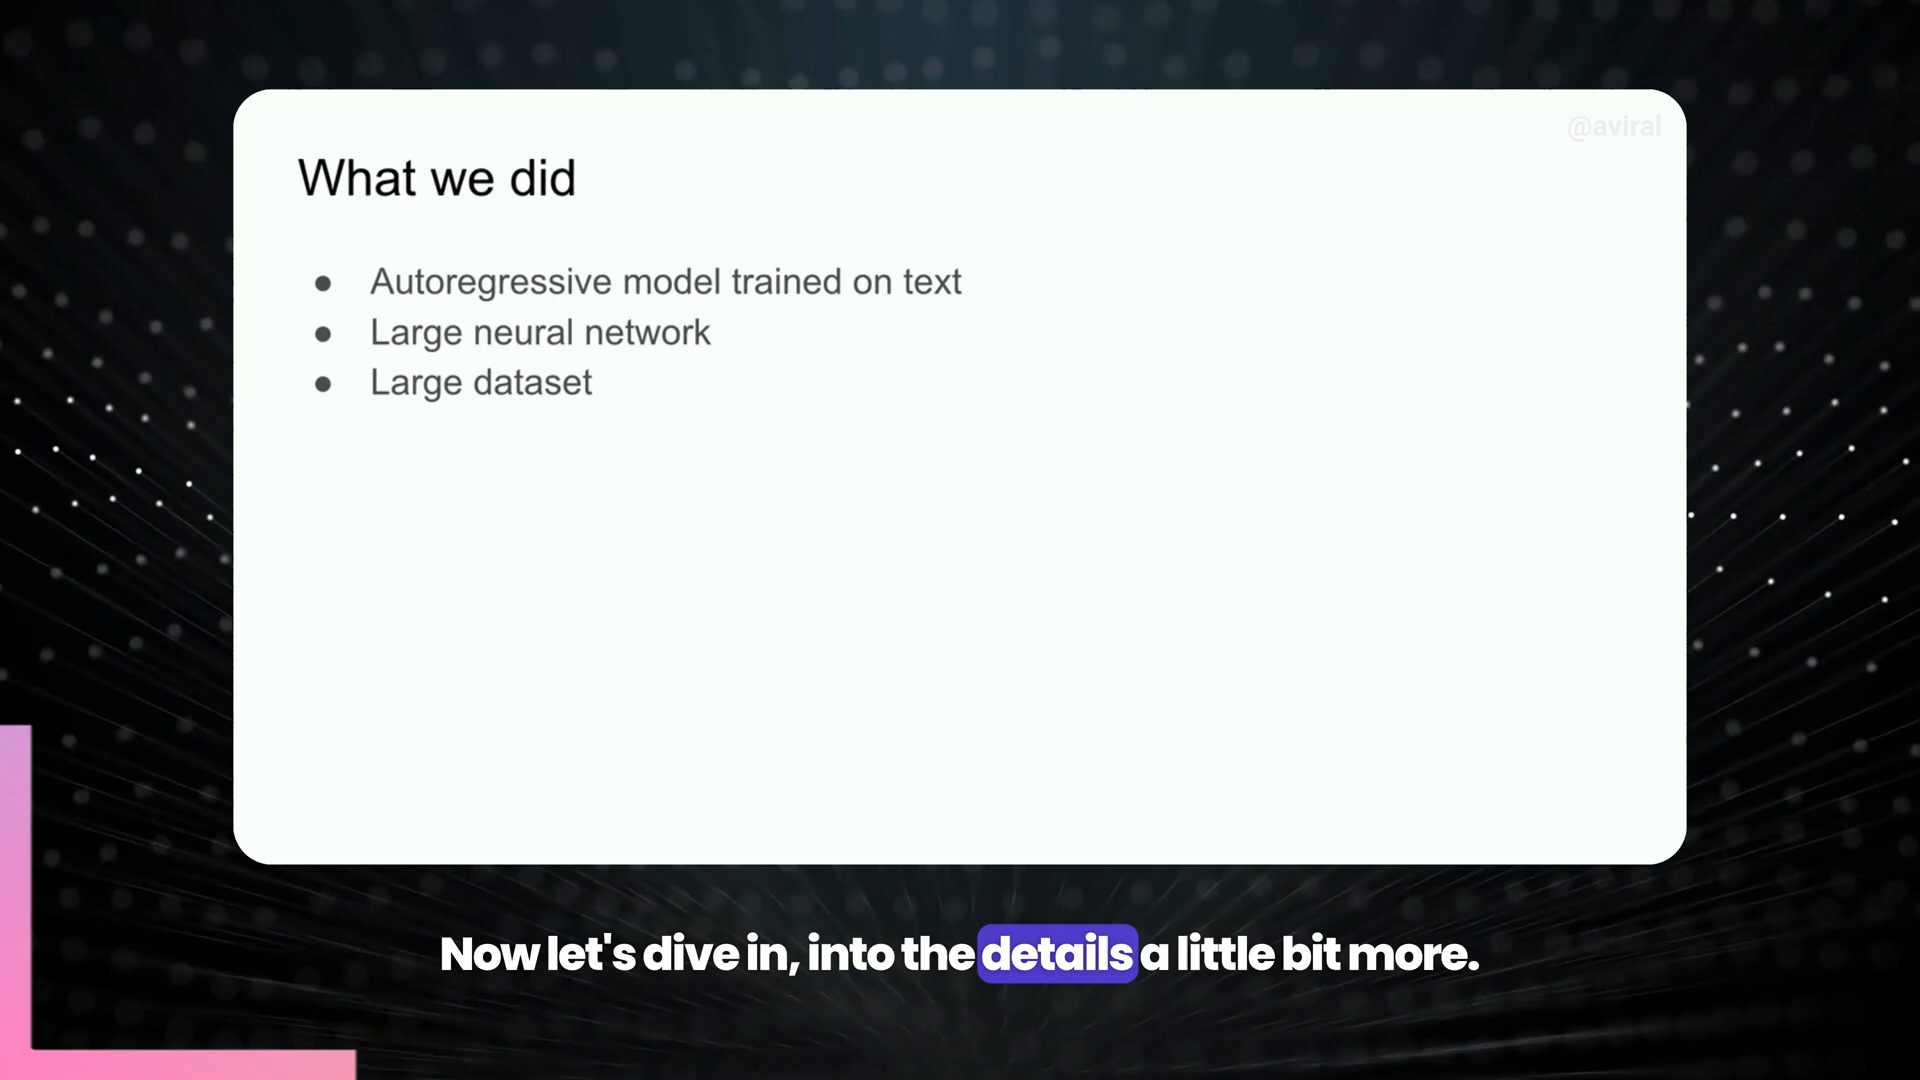 @aviral
What we did
● Autoregressive model trained on text
● Large neural network
● Large dataset
Now let's dive in, into the details a little bit more.